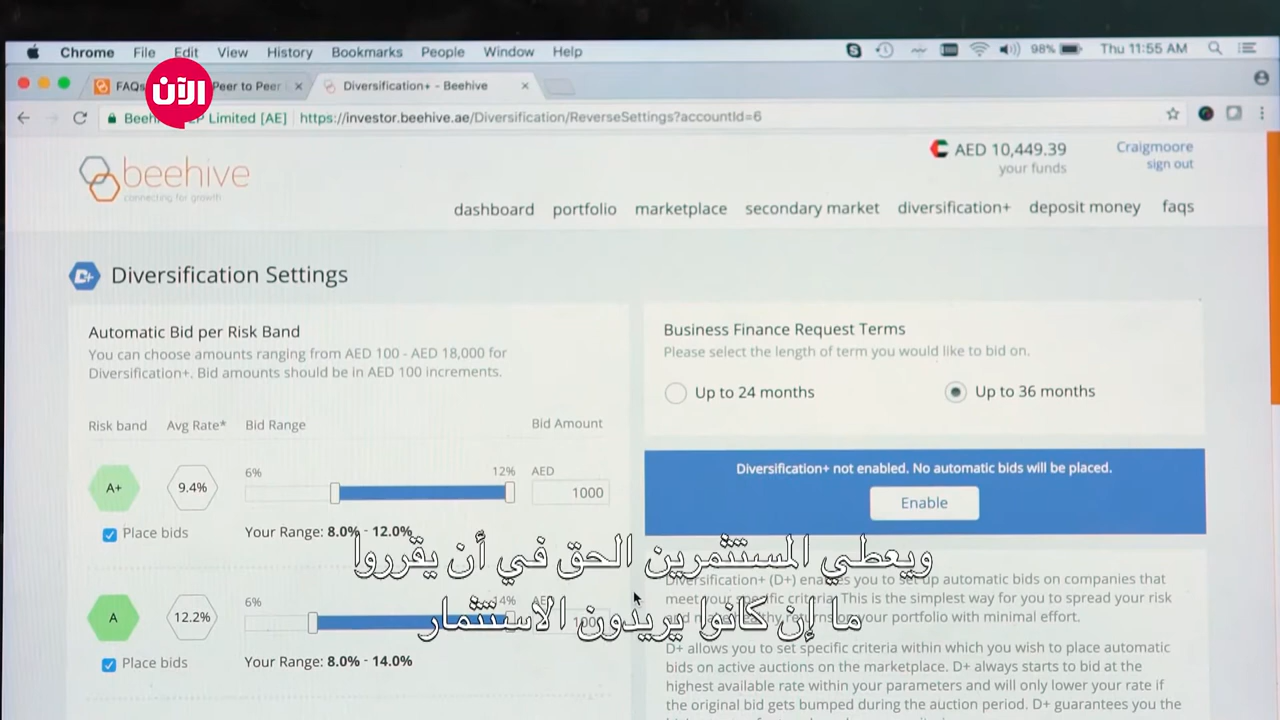 Chrome File Edit View History Bookmarks People Window Help
98% Thu 11:55 AM
FAQs
Peer to Peer
Diversification+ - Beehive
الآن
Limited [AE] https://investor.beehive.ae/Diversification/ReverseSettings?accountId=6
beehive
connecting for growth
AED 10,449.39
your funds
Craigmoore
sign out
dashboard portfolio marketplace secondary market diversification+ deposit money faqs
D+ Diversification Settings
Automatic Bid per Risk Band
You can choose amounts ranging from AED 100 - AED 18,000 for
Diversification+. Bid amounts should be in AED 100 increments.
Risk band Avg Rate* Bid Range Bid Amount
6% 12% AED
A+ 9.4% 1000
Place bids Your Range: 8.0% - 12.0%
6%
A 12.2%
Place bids Your Range: 8.0% - 14.0%
Business Finance Request Terms
Please select the length of term you would like to bid on.
Up to 24 months Up to 36 months
Diversification+ not enabled. No automatic bids will be placed.
Enable
Diversification+ (D+) enables you to set up automatic bids on companies that
meet your specific criteria. This is the simplest way for you to spread your risk
your portfolio with minimal effort.
D+ allows you to set specific criteria within which you wish to place automatic
bids on active auctions on the marketplace. D+ always starts to bid at the
highest available rate within your parameters and will only lower your rate if
the original bid gets bumped during the auction period. D+ guarantees you the
ويعطي المستثمرين الحق في أن يقرروا
ما إن كانوا يريدون الاستثمار